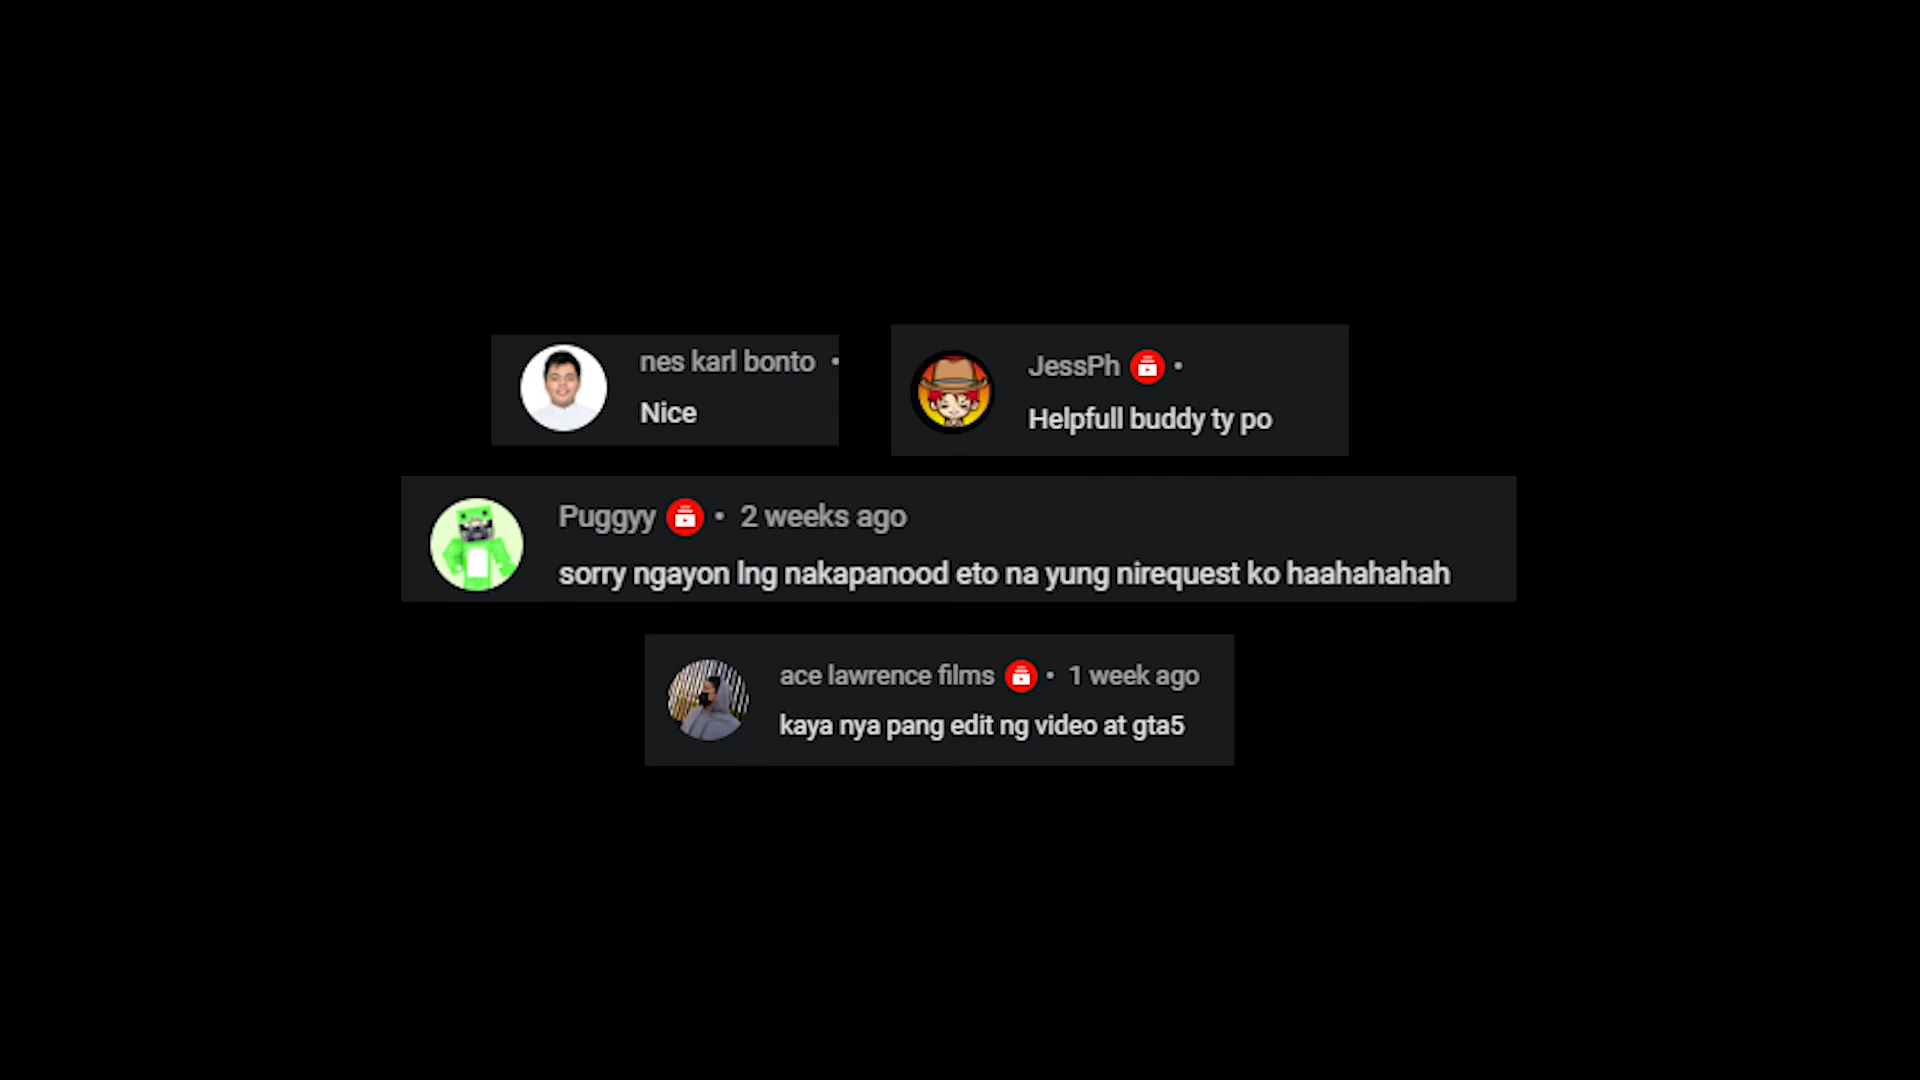 nes karl bonto •
Nice
JessPh •
Helpfull buddy ty po
Puggyy • 2 weeks ago
sorry ngayon lng nakapanood eto na yung nirequest ko haahahahah
ace lawrence films • 1 week ago
kaya nya pang edit ng video at gta5